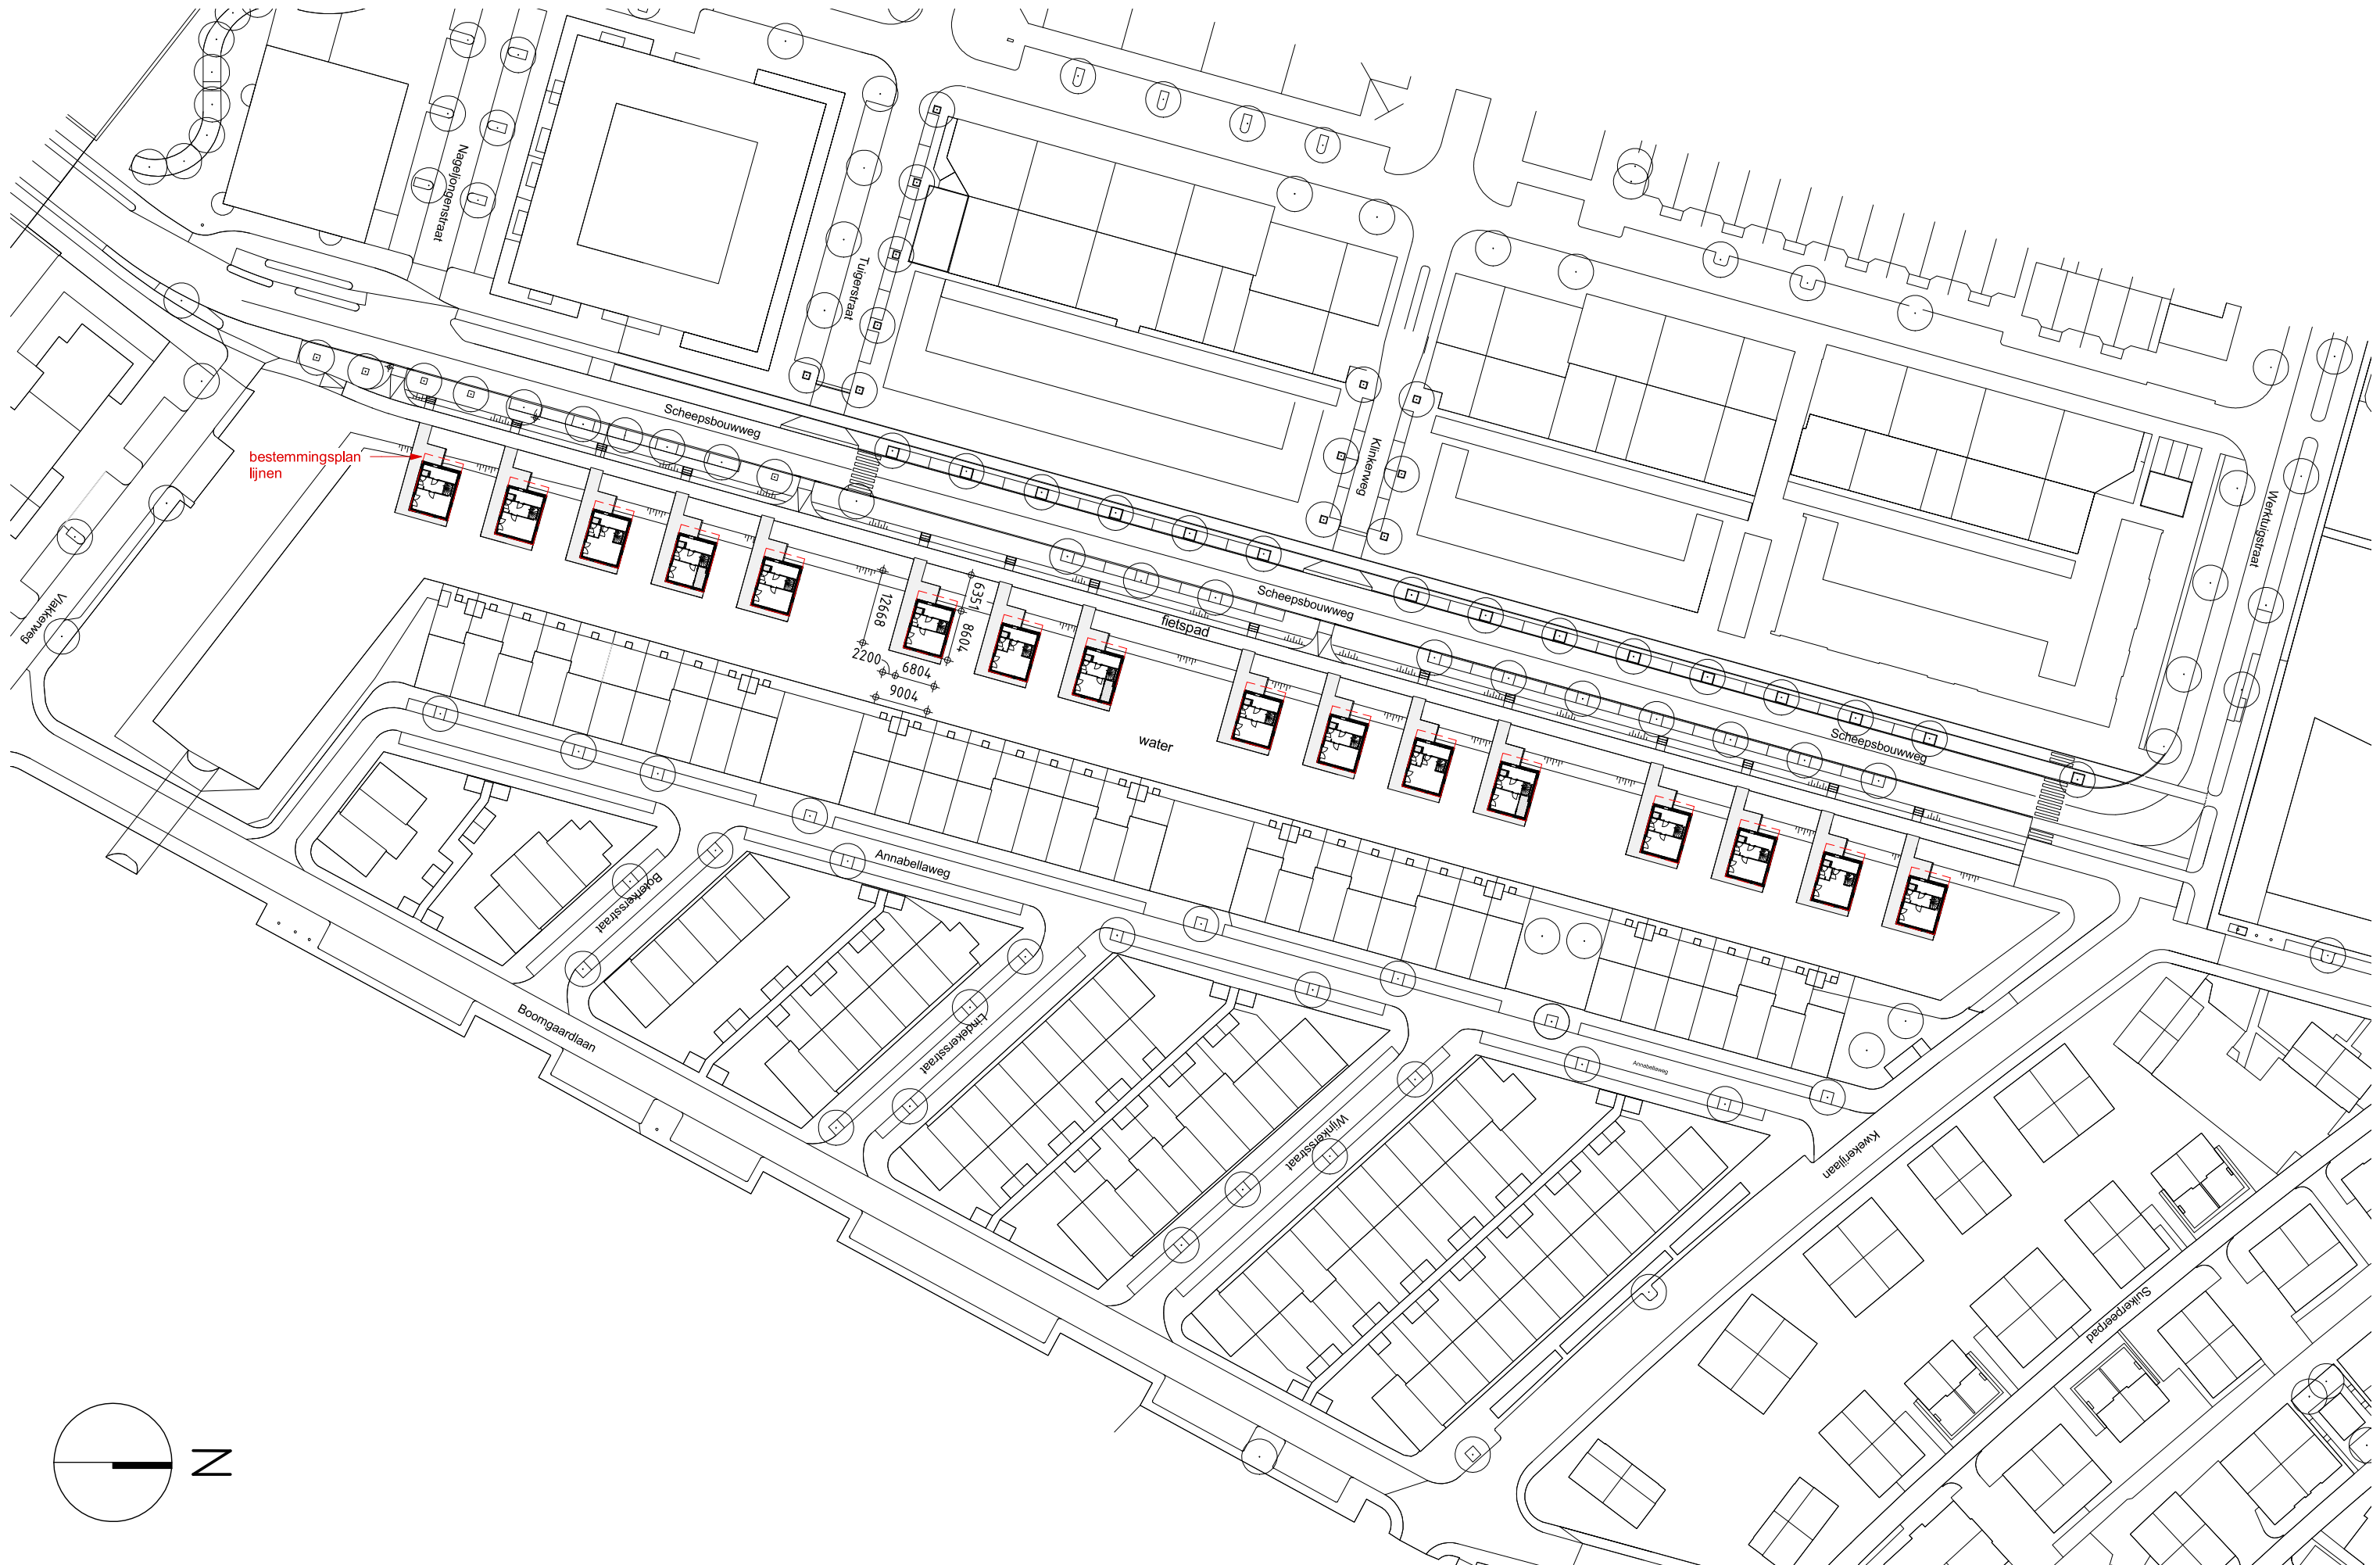 Nageljongenstraat
Tuigerstraat
Scheepsbouwweg
Klinkerweg
Werktuigstraat
bestemmingsplan
lijnen
Vlakkerweg
12668
6351
8604
2200
6804
9004
fietspad
Scheepsbouwweg
water
Scheepsbouwweg
Annabellaweg
Boterkersstraat
Lindekersstraat
Boomgaardlaan
Wijnkersstraat
Annabellaweg
Kwekerijlaan
Suikerpeerpad
N